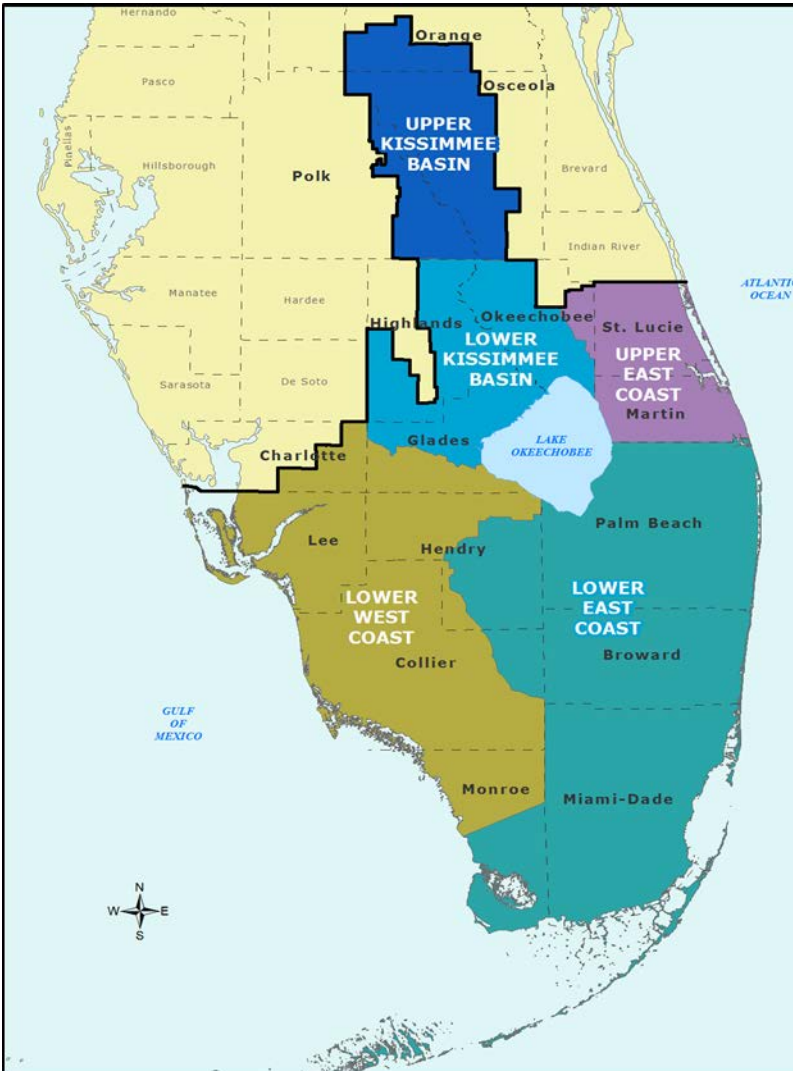 Hernando
Orange
Pasco
Osceola
Pinellas
UPPER
KISSIMMEE
BASIN
Hillsborough
Polk
Brevard
Indian River
ATLANTIC
OCEAN
Manatee
Hardee
Highlands
Okeechobee
St. Lucie
LOWER
KISSIMMEE
BASIN
UPPER
EAST
COAST
Sarasota
De Soto
Martin
Glades
LAKE
OKEECHOBEE
Charlotte
Palm Beach
Lee
Hendry
LOWER
WEST
COAST
LOWER
EAST
COAST
Collier
Broward
GULF
OF
MEXICO
Monroe
Miami-Dade
N
W E
S